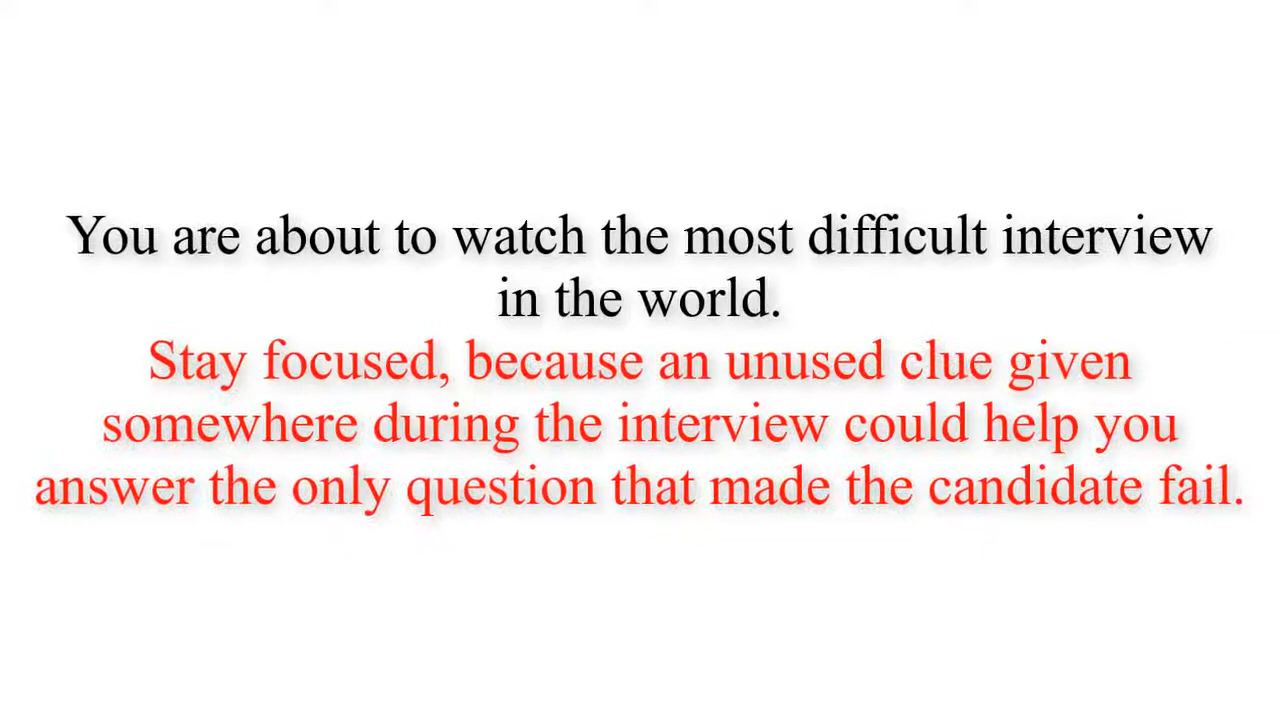 You are about to watch the most difficult interview
in the world.
Stay focused, because an unused clue given
somewhere during the interview could help you
answer the only question that made the candidate fail.